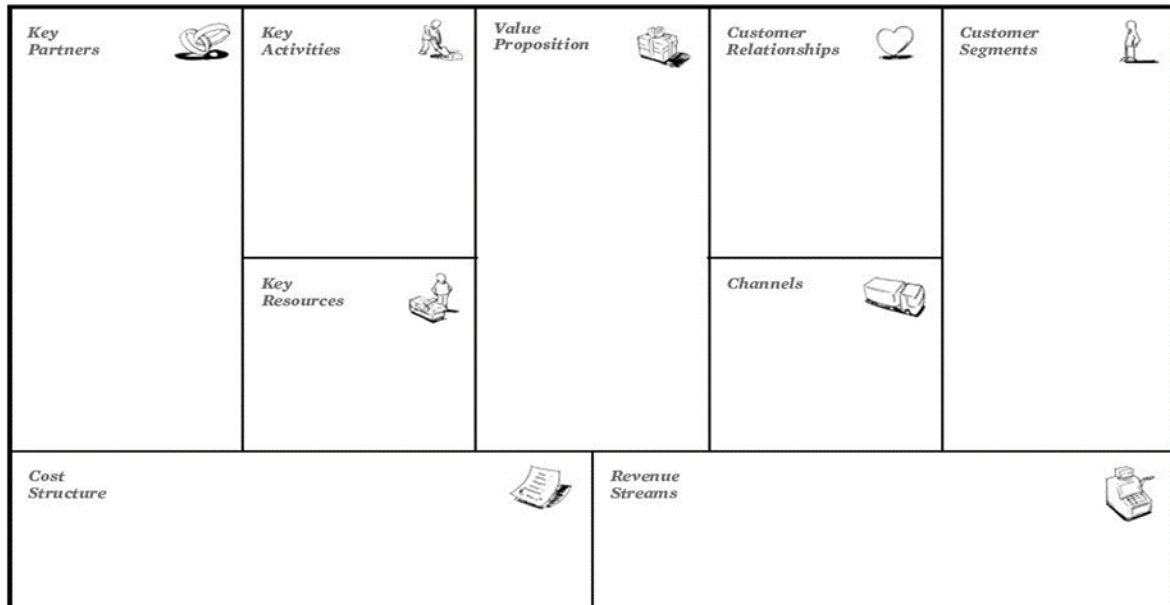 Key
Partners
Key
Activities
Value
Proposition
Customer
Relationships
Customer
Segments
Key
Resources
Channels
Cost
Structure
Revenue
Streams